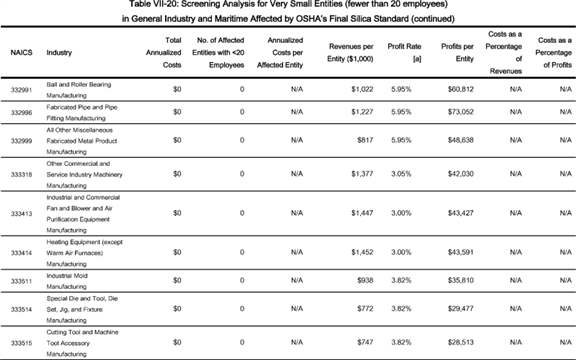 Table VII-20: Screening Analysis for Very Small Entities (fewer than 20 employees)
in General Industry and Maritime Affected by OSHA's Final Silica Standard (continued)
NAICS Industry Total Annualized Costs No. of Affected Entities with <20 Employees Annualized Costs per Affected Entity Revenues per Entity ($1,000) Profit Rate [a] Profits per Entity Costs as a Percentage of Revenues Costs as a Percentage of Profits
332991 Ball and Roller Bearing Manufacturing $0 0 N/A $1,022 5.95% $60,812 N/A N/A
332996 Fabricated Pipe and Pipe Fitting Manufacturing $0 0 N/A $1,227 5.95% $73,052 N/A N/A
332999 All Other Miscellaneous Fabricated Metal Product Manufacturing $0 0 N/A $817 5.95% $48,638 N/A N/A
333318 Other Commercial and Service Industry Machinery Manufacturing $0 0 N/A $1,377 3.05% $42,030 N/A N/A
333413 Industrial and Commercial Fan and Blower and Air Purification Equipment Manufacturing $0 0 N/A $1,447 3.00% $43,427 N/A N/A
333414 Heating Equipment (except Warm Air Furnaces) Manufacturing $0 0 N/A $1,452 3.00% $43,591 N/A N/A
333511 Industrial Mold Manufacturing $0 0 N/A $938 3.82% $35,810 N/A N/A
333514 Special Die and Tool, Die Set, Jig, and Fixture Manufacturing $0 0 N/A $772 3.82% $29,477 N/A N/A
333515 Cutting Tool and Machine Tool Accessory Manufacturing $0 0 N/A $747 3.82% $28,513 N/A N/A